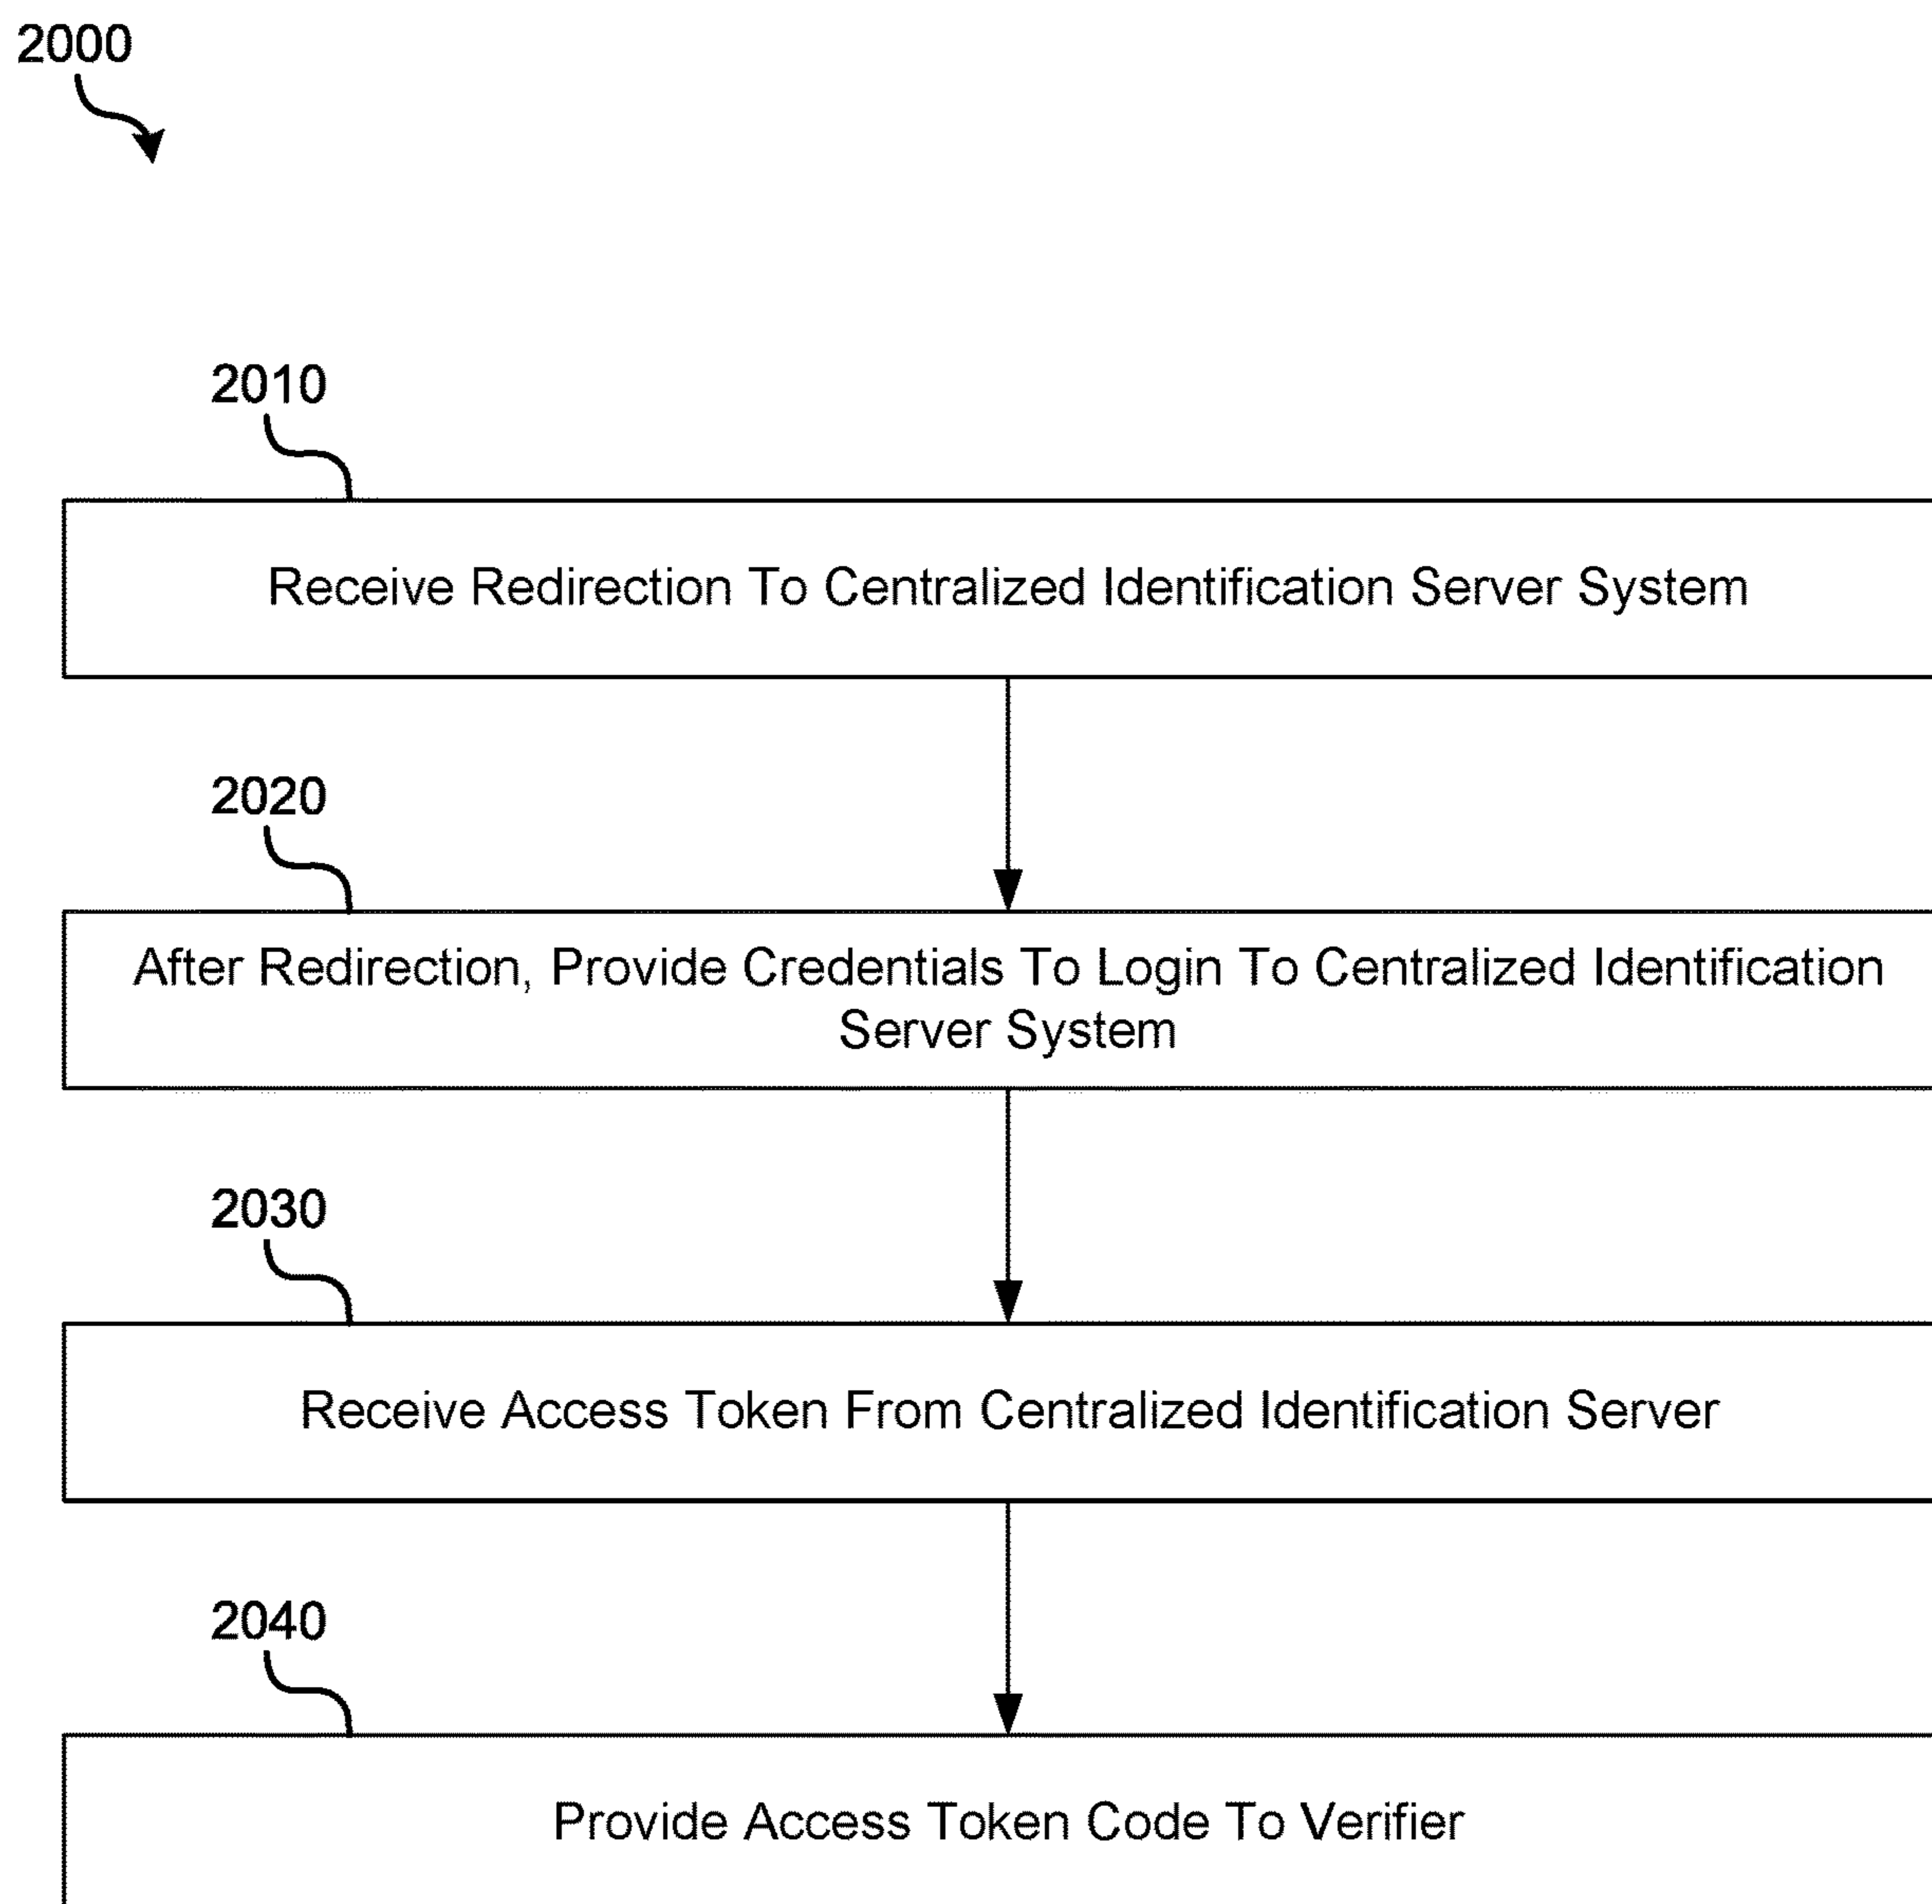 2000
2010
Receive Redirection To Centralized Identification Server System
2020
After Redirection, Provide Credentials To Login To Centralized Identification
Server System
2030
Receive Access Token From Centralized Identification Server
2040
Provide Access Token Code To Verifier